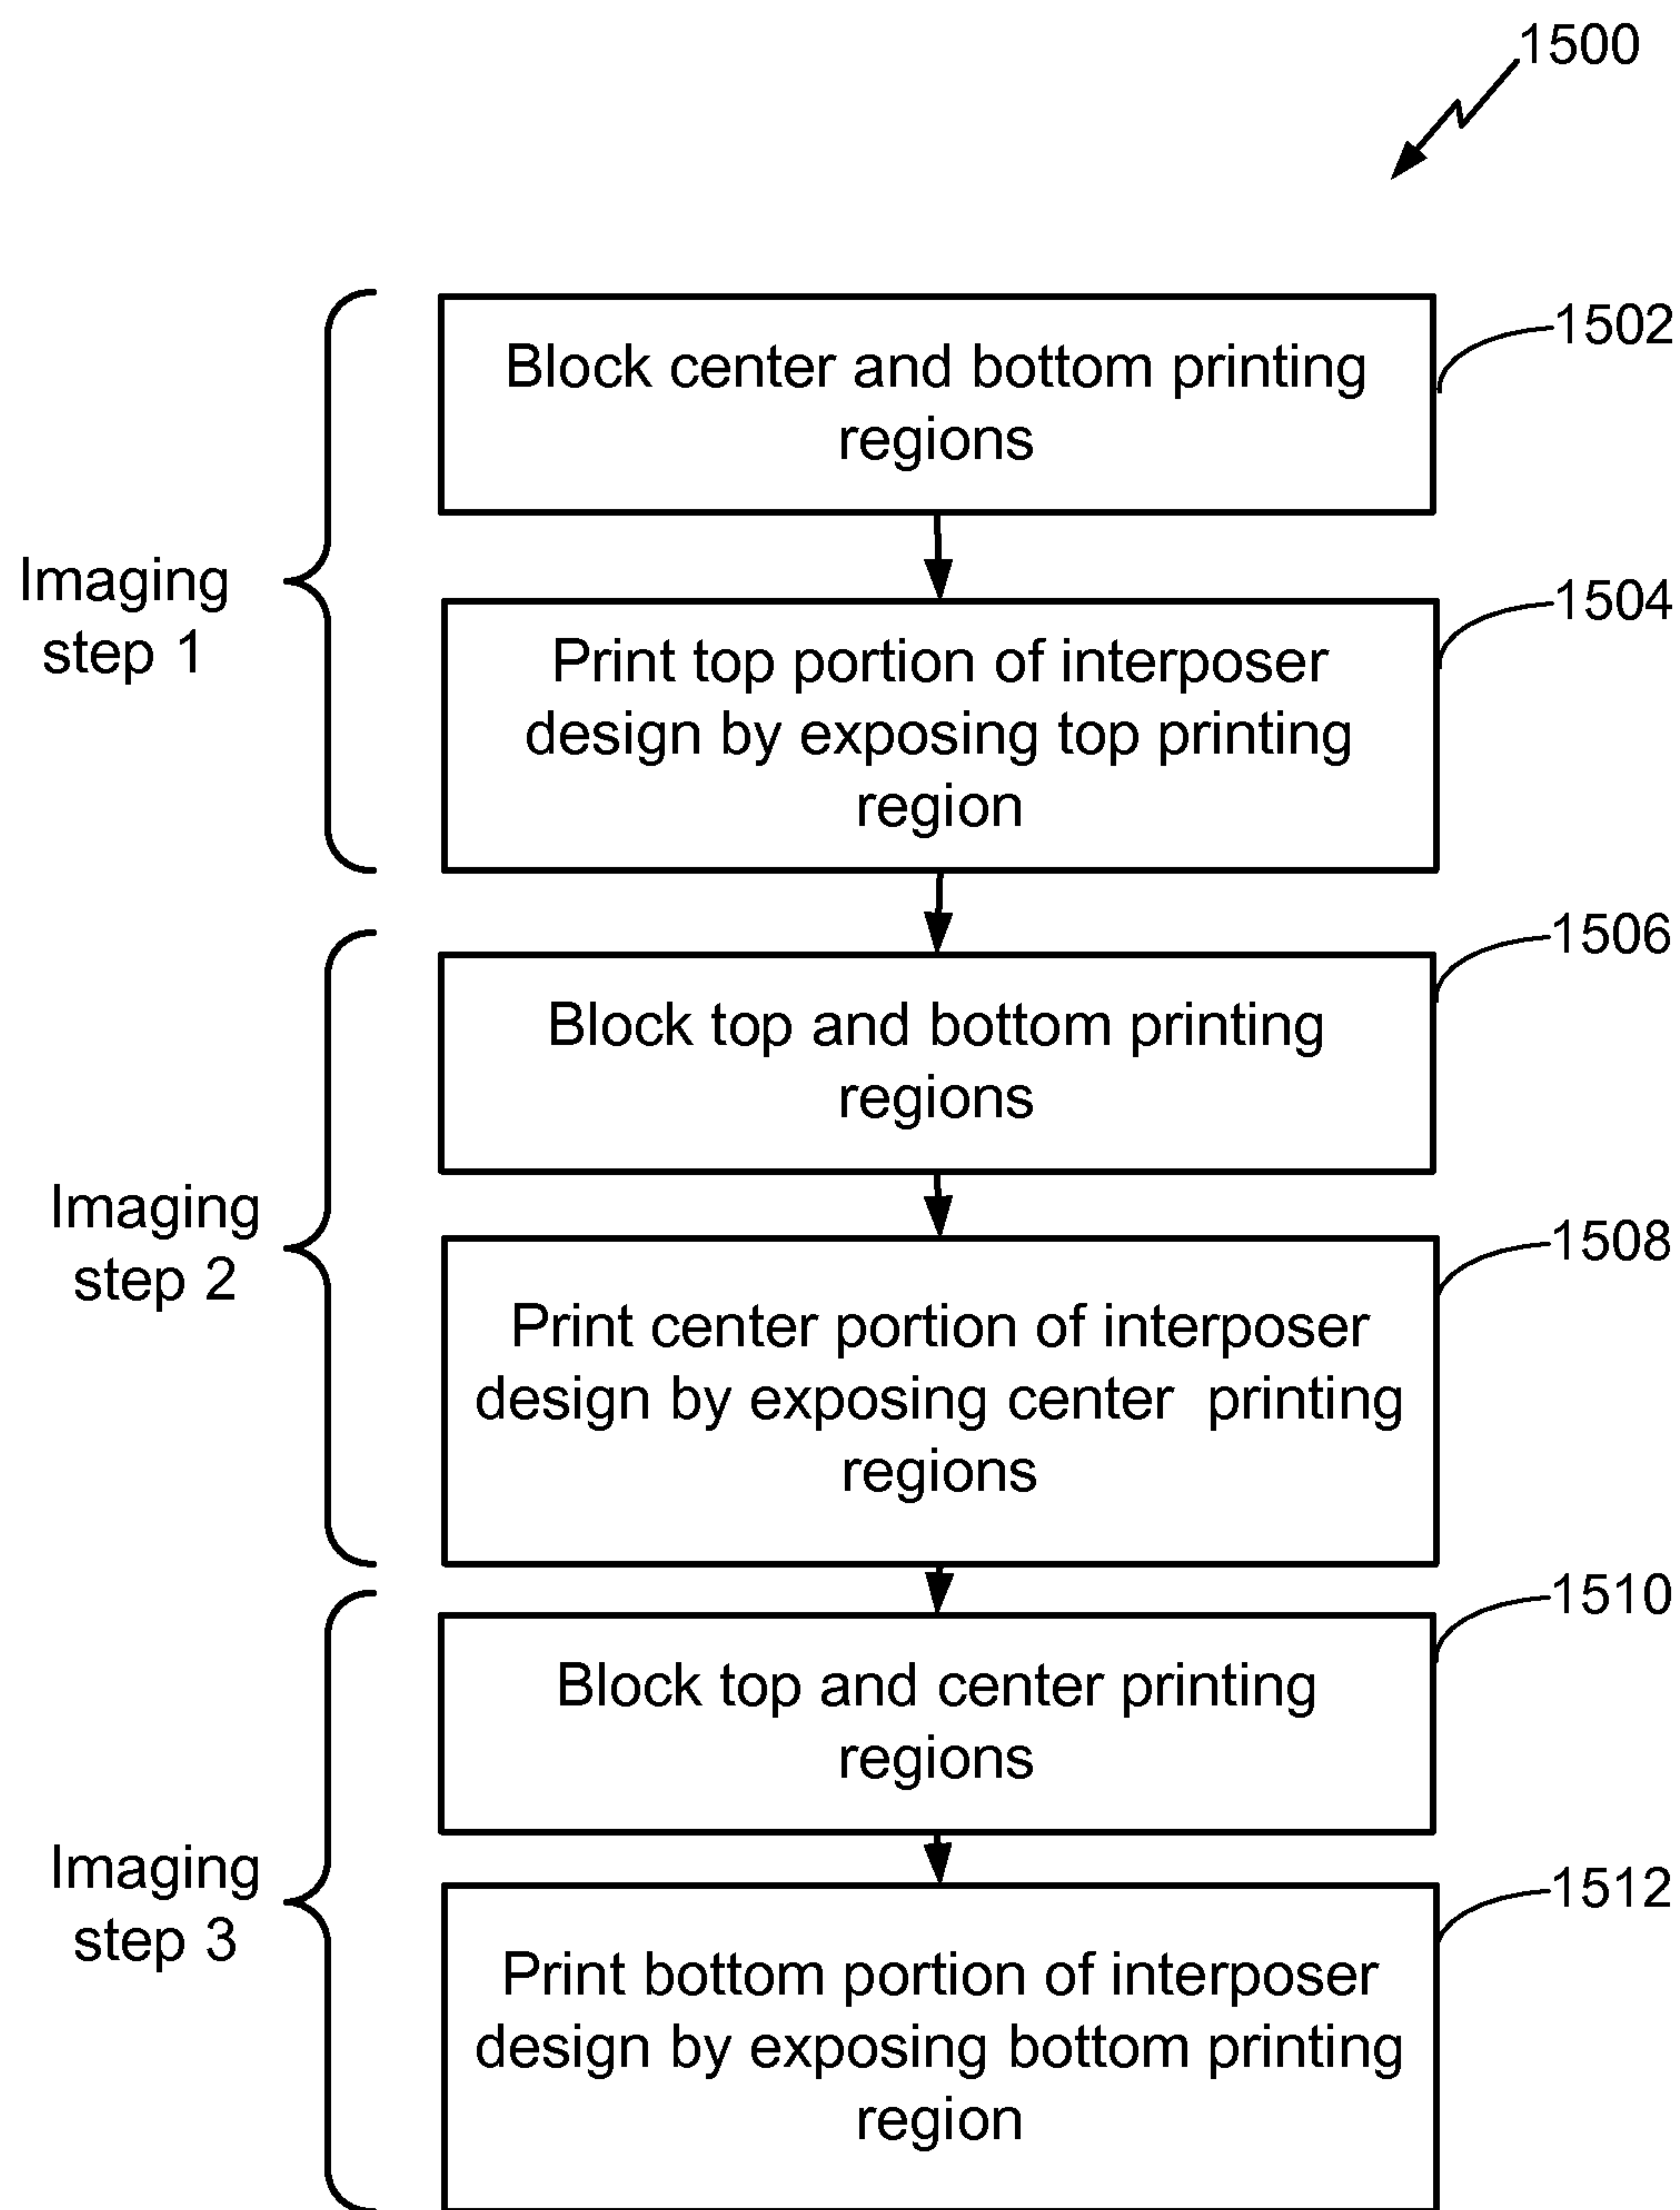 1500
Block center and bottom printing
regions
1502
Imaging
step 1
Print top portion of interposer
design by exposing top printing
region
1504
Block top and bottom printing
regions
1506
Imaging
step 2
Print center portion of interposer
design by exposing center printing
regions
1508
Block top and center printing
regions
1510
Imaging
step 3
Print bottom portion of interposer
design by exposing bottom printing
region
1512